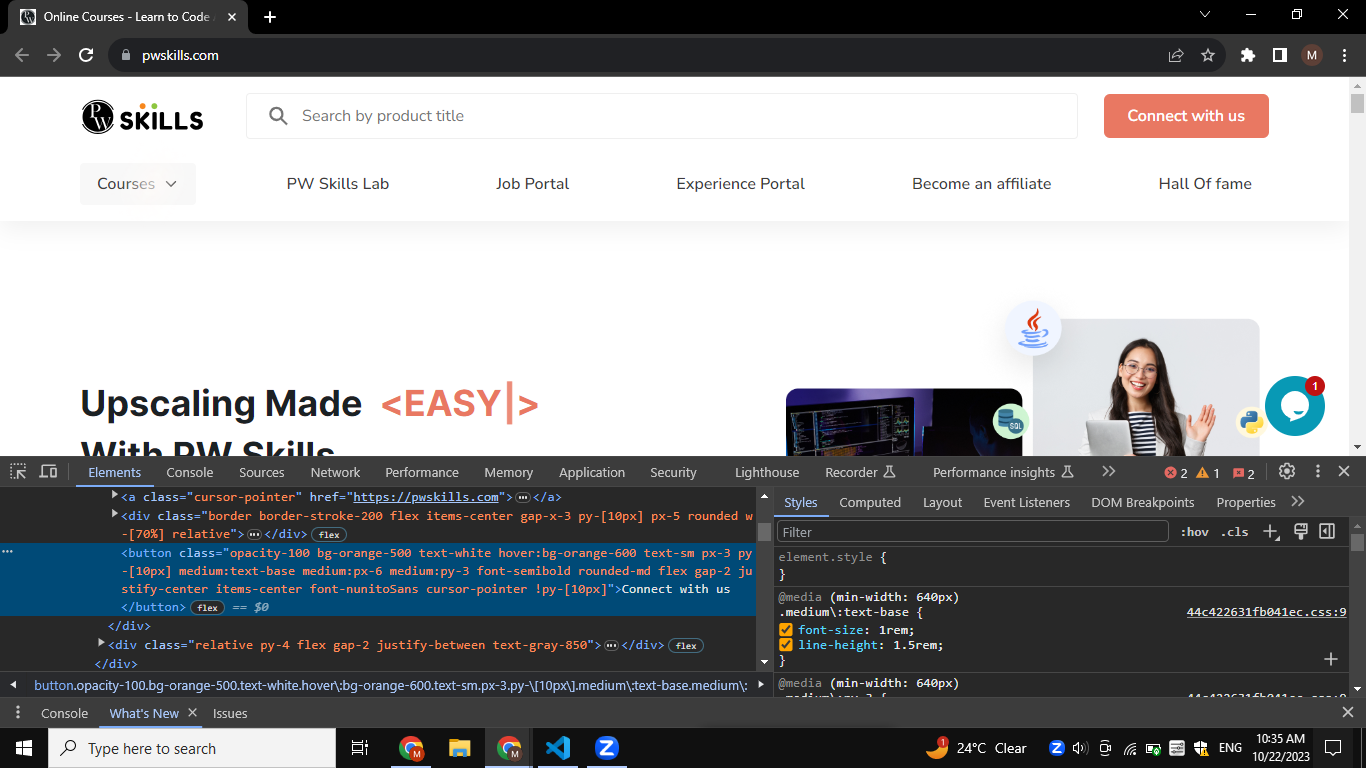 Online Courses - Learn to Code
pwskills.com
M
PW SKILLS
Search by product title
Connect with us
Courses
PW Skills Lab
Job Portal
Experience Portal
Become an affiliate
Hall Of fame
Upscaling Made <EASY|>
With PW Skills
SQL
1
Elements
Console
Sources
Network
Performance
Memory
Application
Security
Lighthouse
Recorder
Performance insights
2
1
2
<a class="cursor-pointer" href="https://pwskills.com">…</a>
<div class="border border-stroke-200 flex items-center gap-x-3 py-[10px] px-5 rounded w
-[70%] relative">…</div> flex
<button class="opacity-100 bg-orange-500 text-white hover:bg-orange-600 text-sm px-3 py
-[10px] medium:text-base medium:px-6 medium:py-3 font-semibold rounded-md flex gap-2 ju
stify-center items-center font-nunitoSans cursor-pointer !py-[10px]">Connect with us
</button> flex == $0
</div>
<div class="relative py-4 flex gap-2 justify-between text-gray-850">…</div> flex
</div>
button.opacity-100.bg-orange-500.text-white.hover\:bg-orange-600.text-sm.px-3.py-\[10px\].medium\:text-base.medium\:
Styles
Computed
Layout
Event Listeners
DOM Breakpoints
Properties
Filter
:hov
.cls
element.style {
}
@media (min-width: 640px)
.medium\:text-base {
44c422631fb041ec.css:9
font-size: 1rem;
line-height: 1.5rem;
}
@media (min-width: 640px)
Console
What's New
Issues
Type here to search
M
M
1
24°C Clear
ENG
10:35 AM
10/22/2023